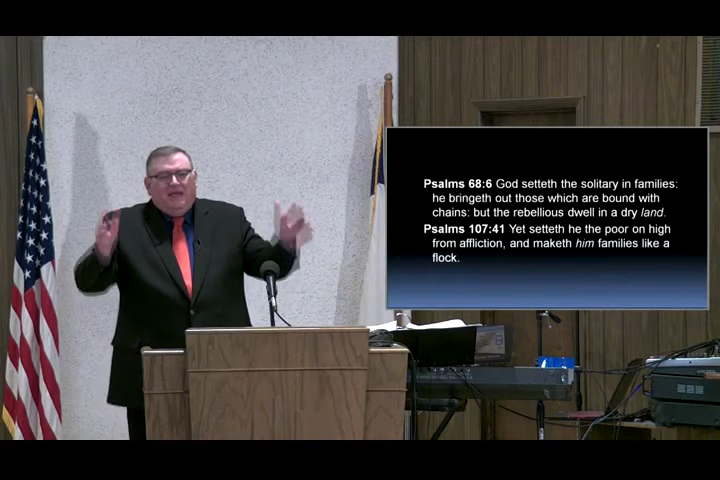 Psalms 68:6 God setteth the solitary in families:
he bringeth out those which are bound with
chains: but the rebellious dwell in a dry land.
Psalms 107:41 Yet setteth he the poor on high
from affliction, and maketh him families like a
flock.